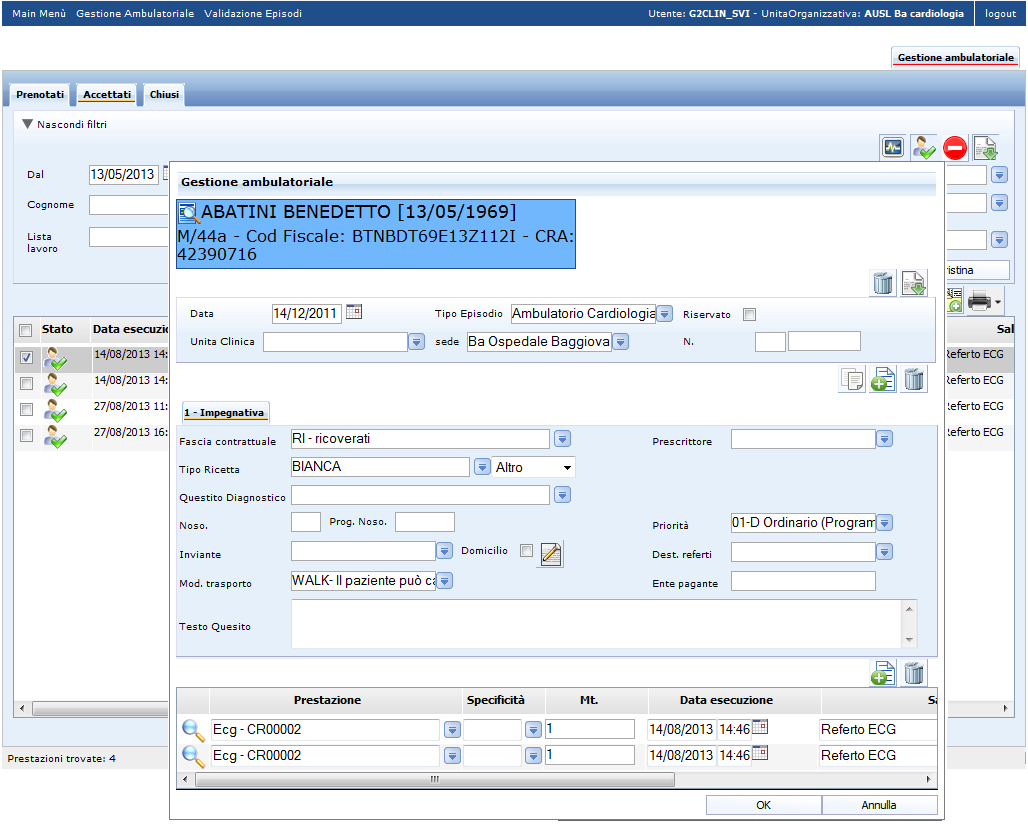 Main Menù Gestione Ambulatoriale Validazione Episodi Utente: G2CLIN_SVI - UnitaOrganizzativa: AUSL Ba cardiologia logout
Gestione ambulatoriale
Prenotati Accettati Chiusi
Nascondi filtri
Dal 13/05/2013
Cognome
Lista
lavoro
istina
Stato Data esecuzio Sal
14/08/2013 14: Referto ECG
14/08/2013 14: Referto ECG
27/08/2013 11: Referto ECG
27/08/2013 16: Referto ECG
Prestazioni trovate: 4
Gestione ambulatoriale
ABATINI BENEDETTO [13/05/1969]
M/44a - Cod Fiscale: BTNBDT69E13Z112I - CRA:
42390716
Data 14/12/2011 Tipo Episodio Ambulatorio Cardiologia Riservato
Unita Clinica sede Ba Ospedale Baggiova N.
1 - Impegnativa
Fascia contrattuale RI - ricoverati Prescrittore
Tipo Ricetta BIANCA Altro
Questito Diagnostico
Noso. Prog. Noso. Priorità 01-D Ordinario (Program
Inviante Domicilio Dest. referti
Mod. trasporto WALK- Il paziente può ca Ente pagante
Testo Quesito
Prestazione Specificità Mt. Data esecuzione Sa
Ecg - CR00002 1 14/08/2013 14:46 Referto ECG
Ecg - CR00002 1 14/08/2013 14:46 Referto ECG
OK Annulla